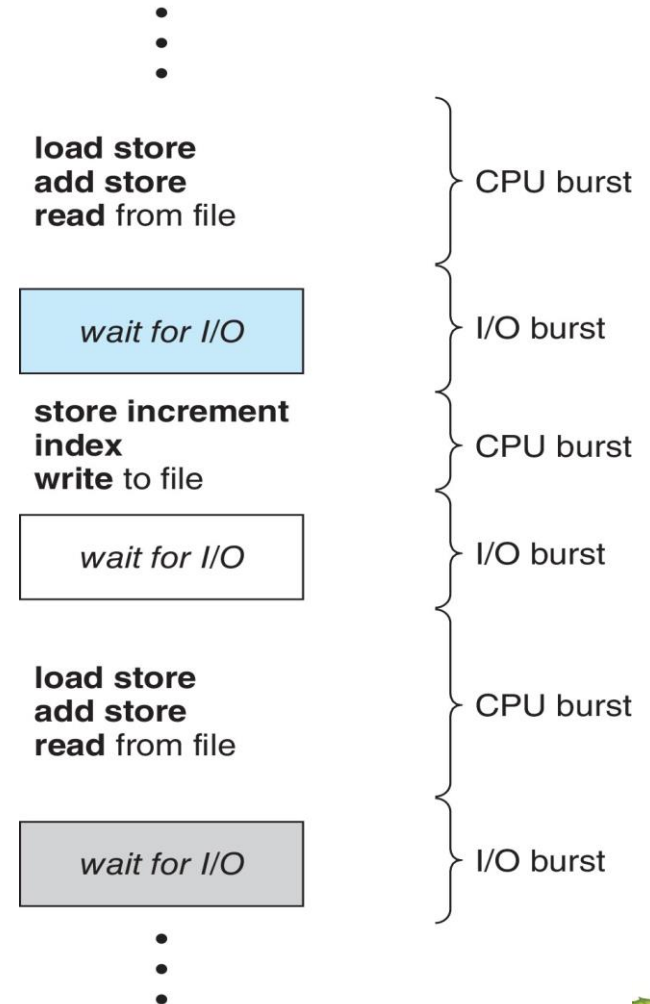 load store
add store
read from file
CPU burst
wait for I/O
I/O burst
store increment
index
write to file
CPU burst
wait for I/O
I/O burst
load store
add store
read from file
CPU burst
wait for I/O
I/O burst